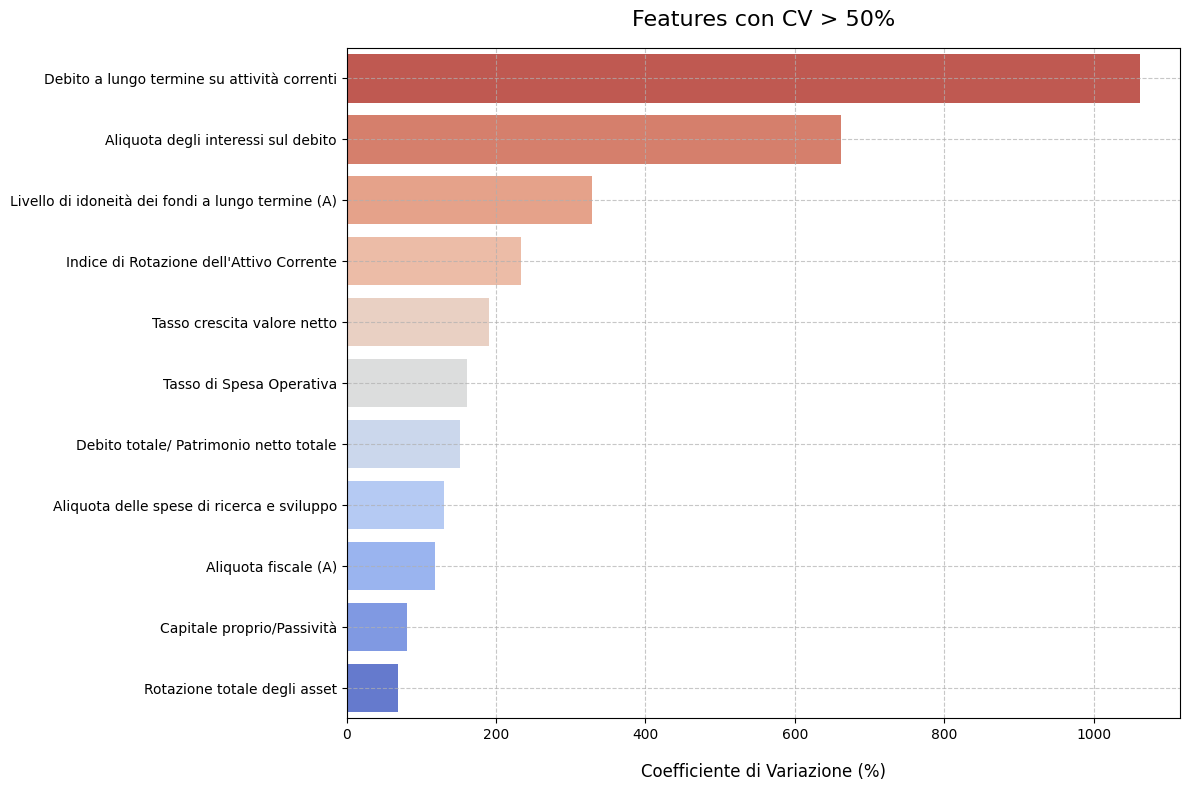 Features con CV > 50%
Debito a lungo termine su attività correnti
Aliquota degli interessi sul debito
Livello di idoneità dei fondi a lungo termine (A)
Indice di Rotazione dell'Attivo Corrente
Tasso crescita valore netto
Tasso di Spesa Operativa
Debito totale/ Patrimonio netto totale
Aliquota delle spese di ricerca e sviluppo
Aliquota fiscale (A)
Capitale proprio/Passività
Rotazione totale degli asset
0 200 400 600 800 1000
Coefficiente di Variazione (%)